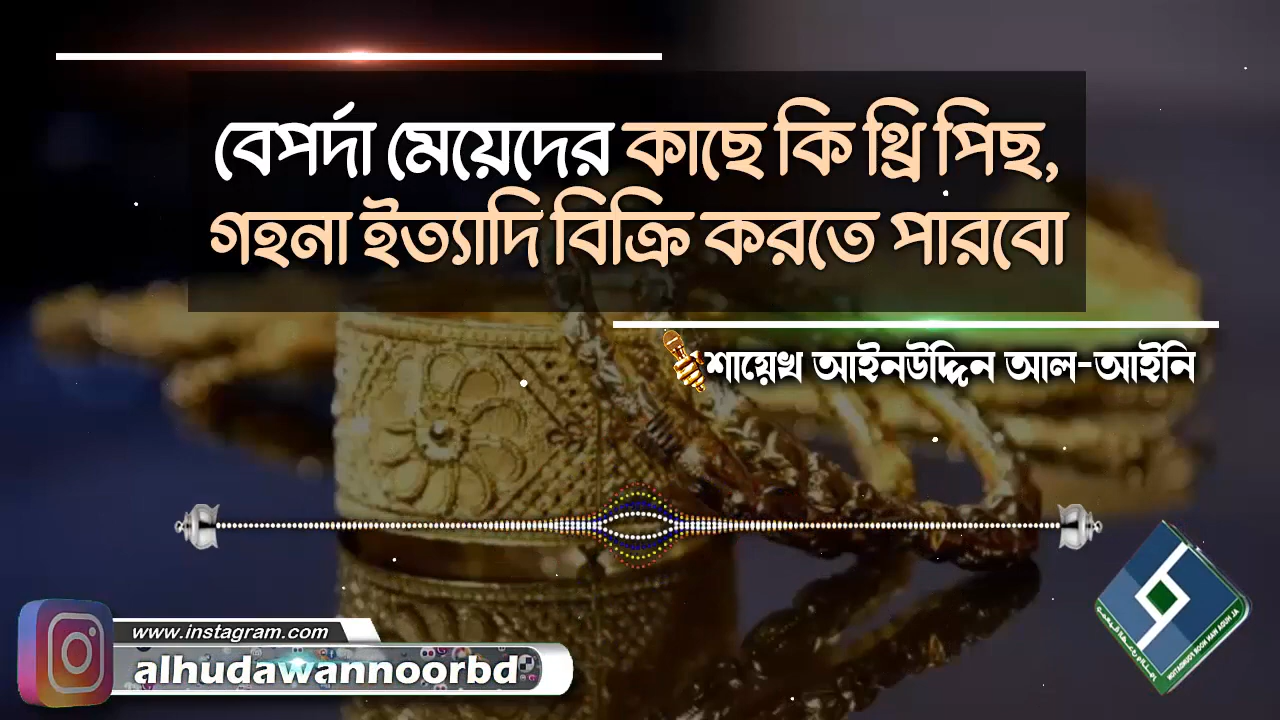 বেপর্দা মেয়েদের কাছে কি থ্রি পিছ,
গহনা ইত্যাদি বিক্রি করতে পারবো
শায়েখ আইনউদ্দিন আল-আইনি
www.instagram.com
alhudawannoorbd